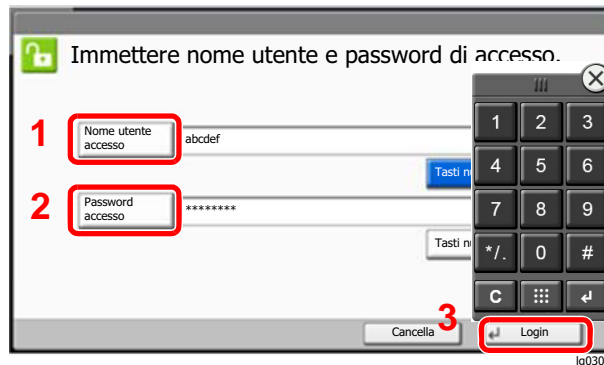 Immettere nome utente e password di accesso.
1
Nome utente
accesso
abcdef
Tasti n
2
Password
accesso
********
Tasti n
1 2 3
4 5 6
7 8 9
*/. 0 #
C
3
Cancella
Login
lg030